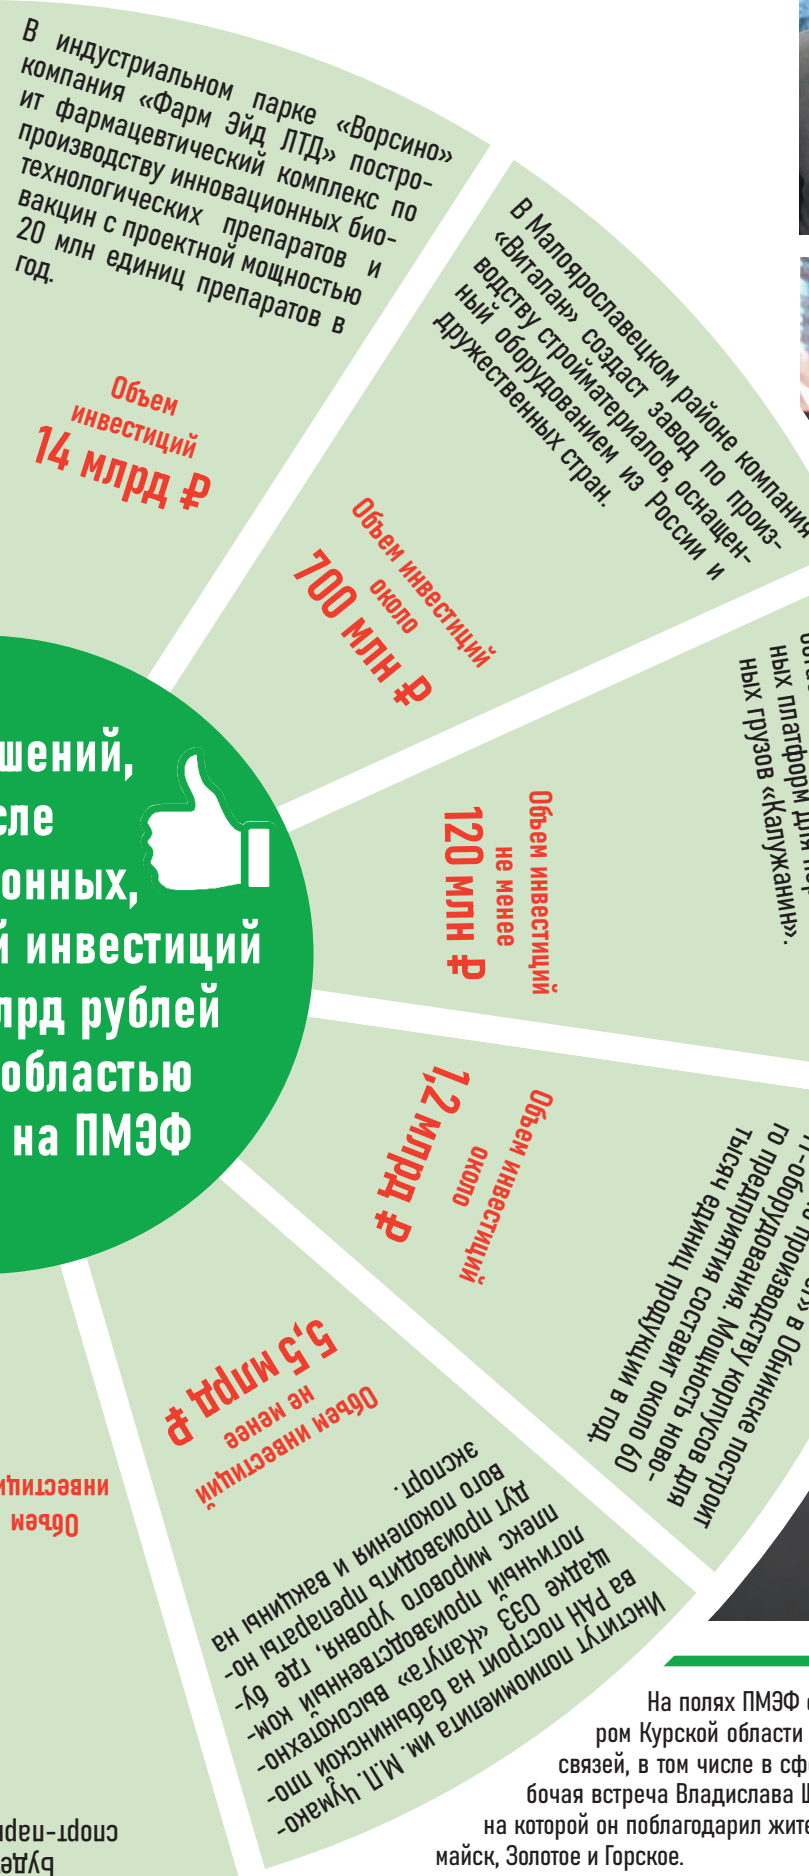 В индустриальном парке «Ворсино»
компания «Фарм Эйд ЛТД» постро-
ит фармацевтический комплекс по
производству инновационных био-
технологических препаратов и
вакцин с проектной мощностью
20 млн единиц препаратов в
год.
Объем
инвестиций
14 млрд ₽
В Малоярославецком районе компания
«Виталан» создаст завод по произ-
водству стройматериалов, оснащен-
ный оборудованием из России и
дружественных стран.
Объем инвестиций
около
700 млн ₽
ных платформ для
ных грузов «Калужанин».
Объем инвестиций
не менее
120 млн ₽
в Обнинске построит
производству корпусов для
IT-оборудования. Мощность ново-
го предприятия составит около 60
тысяч единиц продукции в год.
Объем инвестиций
около
1,2 млрд ₽
Институт полиомиелита им. М.П. Чумако-
ва РАН построит на бабынинской пло-
щадке ОЭЗ «Калуга» высокотехно-
логичный производственный ком-
плекс мирового уровня, где бу-
дут производить препараты но-
вого поколения и вакцины на
экспорт.
Объем инвестиций
не менее
5,5 млрд ₽
Объем
инвестиций
спорт-парк
шений,
сле
онных,
й инвестиций
лрд рублей
областью
на ПМЭФ
На полях ПМЭФ
ром Курской области
связей, в том числе в сфе
бочая встреча Владислава Ш
на которой он поблагодарил жите
майск, Золотое и Горское.